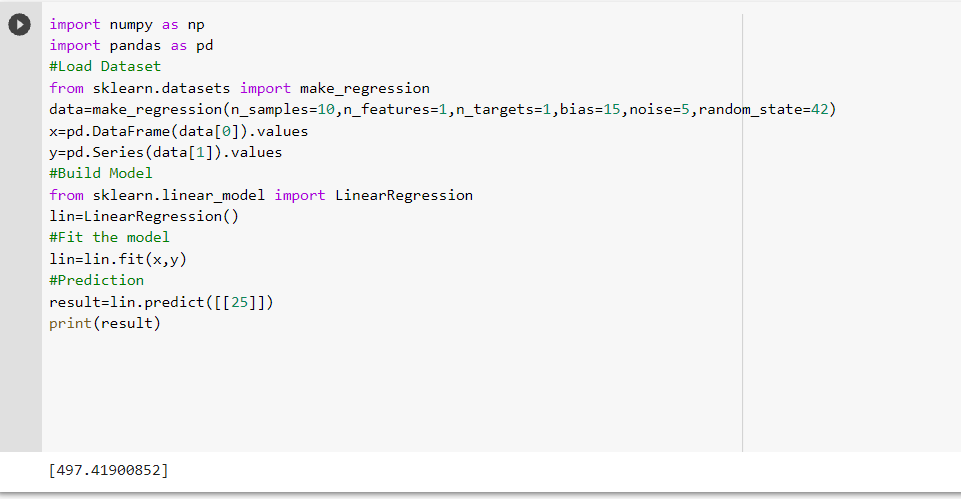 import numpy as np
import pandas as pd
#Load Dataset
from sklearn.datasets import make_regression
data=make_regression(n_samples=10,n_features=1,n_targets=1,bias=15,noise=5,random_state=42)
x=pd.DataFrame(data[0]).values
y=pd.Series(data[1]).values
#Build Model
from sklearn.linear_model import LinearRegression
lin=LinearRegression()
#Fit the model
lin=lin.fit(x,y)
#Prediction
result=lin.predict([[25]])
print(result)
[497.41900852]